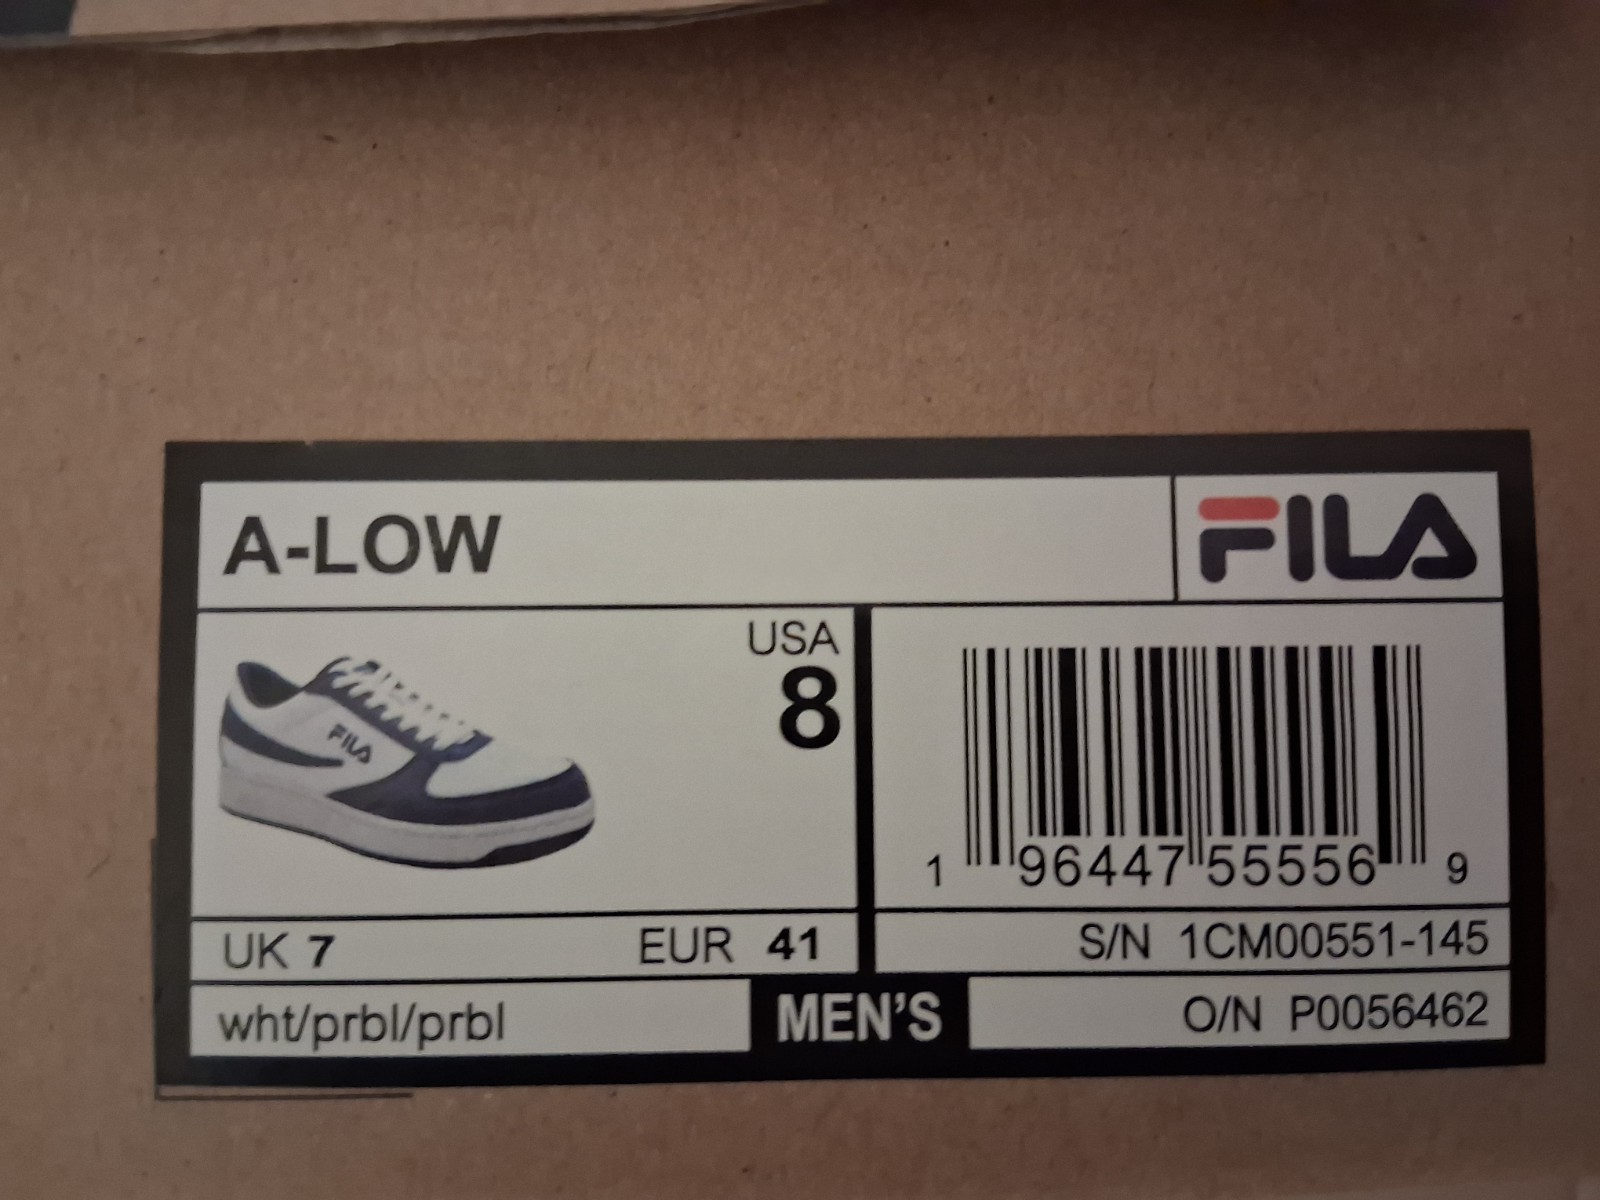 A-LOW
FILA
USA
8
FILA
1 96447 55556 9
UK 7 EUR 41
S/N 1CM00551-145
wht/prbl/prbl
MEN'S
O/N P0056462